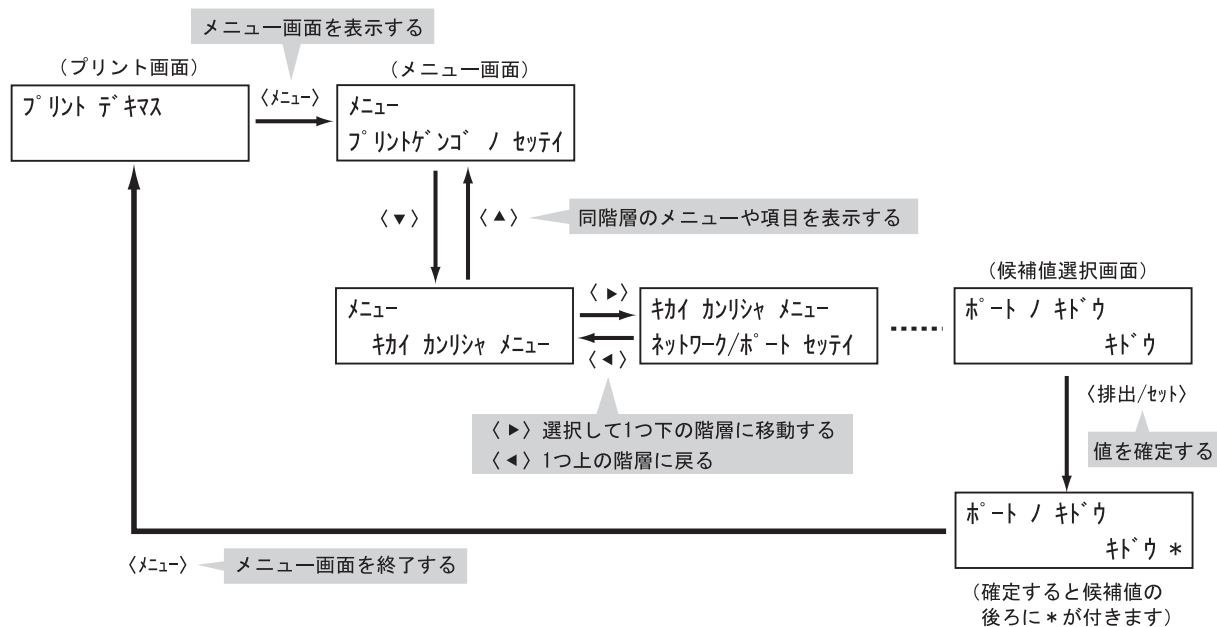 メニュー画面を表示する
（プリント画面）
（メニュー画面）
ﾌﾟﾘﾝﾄ ﾃﾞｷﾏｽ
〈ﾒﾆｭｰ〉
ﾒﾆｭｰ
ﾌﾟﾘﾝﾄｹﾞﾝｺﾞ ﾉ ｾｯﾃｲ
〈▼〉
〈▲〉
同階層のメニューや項目を表示する
（候補値選択画面）
ﾒﾆｭｰ
ｷｶｲ ｶﾝﾘｼｬ ﾒﾆｭｰ
〈▶〉
〈◀〉
ｷｶｲ ｶﾝﾘｼｬ ﾒﾆｭｰ
ﾈｯﾄﾜｰｸ/ﾎﾟｰﾄ ｾｯﾃｲ
ﾎﾟｰﾄ ﾉ ｷﾄﾞｳ
ｷﾄﾞｳ
〈▶〉選択して1つ下の階層に移動する
〈◀〉1つ上の階層に戻る
〈排出/ｾｯﾄ〉
値を確定する
ﾎﾟｰﾄ ﾉ ｷﾄﾞｳ
ｷﾄﾞｳ *
〈ﾒﾆｭｰ〉
メニュー画面を終了する
（確定すると候補値の
後ろに*が付きます）